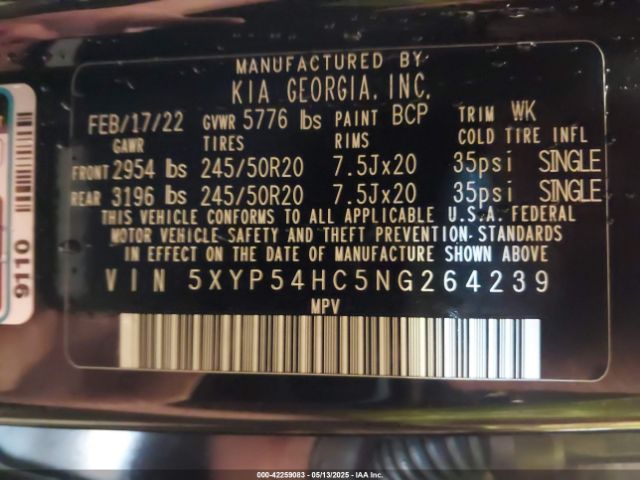 MANUFACTURED BY
KIA GEORGIA, INC.
FEB/17/22 GVWR 5776 lbs PAINT BCP TRIM WK
GAWR TIRES RIMS COLD TIRE INFL
FRONT 2954 lbs 245/50R20 7.5Jx20 35psi SINGLE
REAR 3196 lbs 245/50R20 7.5Jx20 35psi SINGLE
THIS VEHICLE CONFORMS TO ALL APPLICABLE U.S.A. FEDERAL
MOTOR VEHICLE SAFETY AND THEFT PREVENTION STANDARDS
IN EFFECT ON THE DATE OF MANUFACTURE SHOWN ABOVE
VIN 5XYP54HC5NG264239
MPV
9110
000-42259083 - 05/13/2025 - IAA Inc.